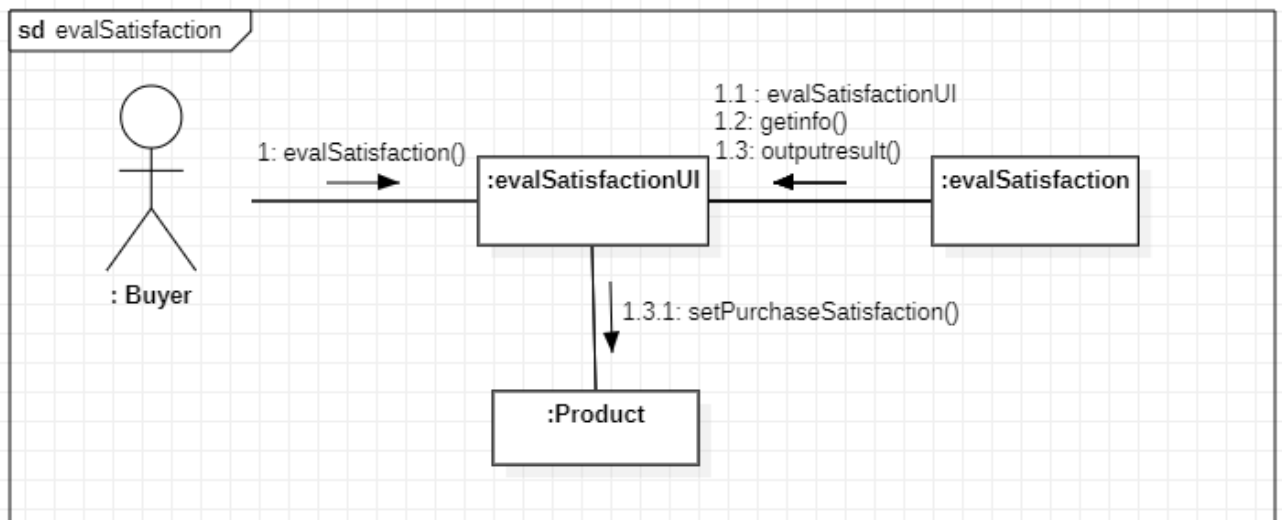 sd evalSatisfaction
1.1 : evalSatisfactionUI
1.2: getinfo()
1.3: outputresult()
1: evalSatisfaction()
:evalSatisfactionUI
:evalSatisfaction
: Buyer
1.3.1: setPurchaseSatisfaction()
:Product